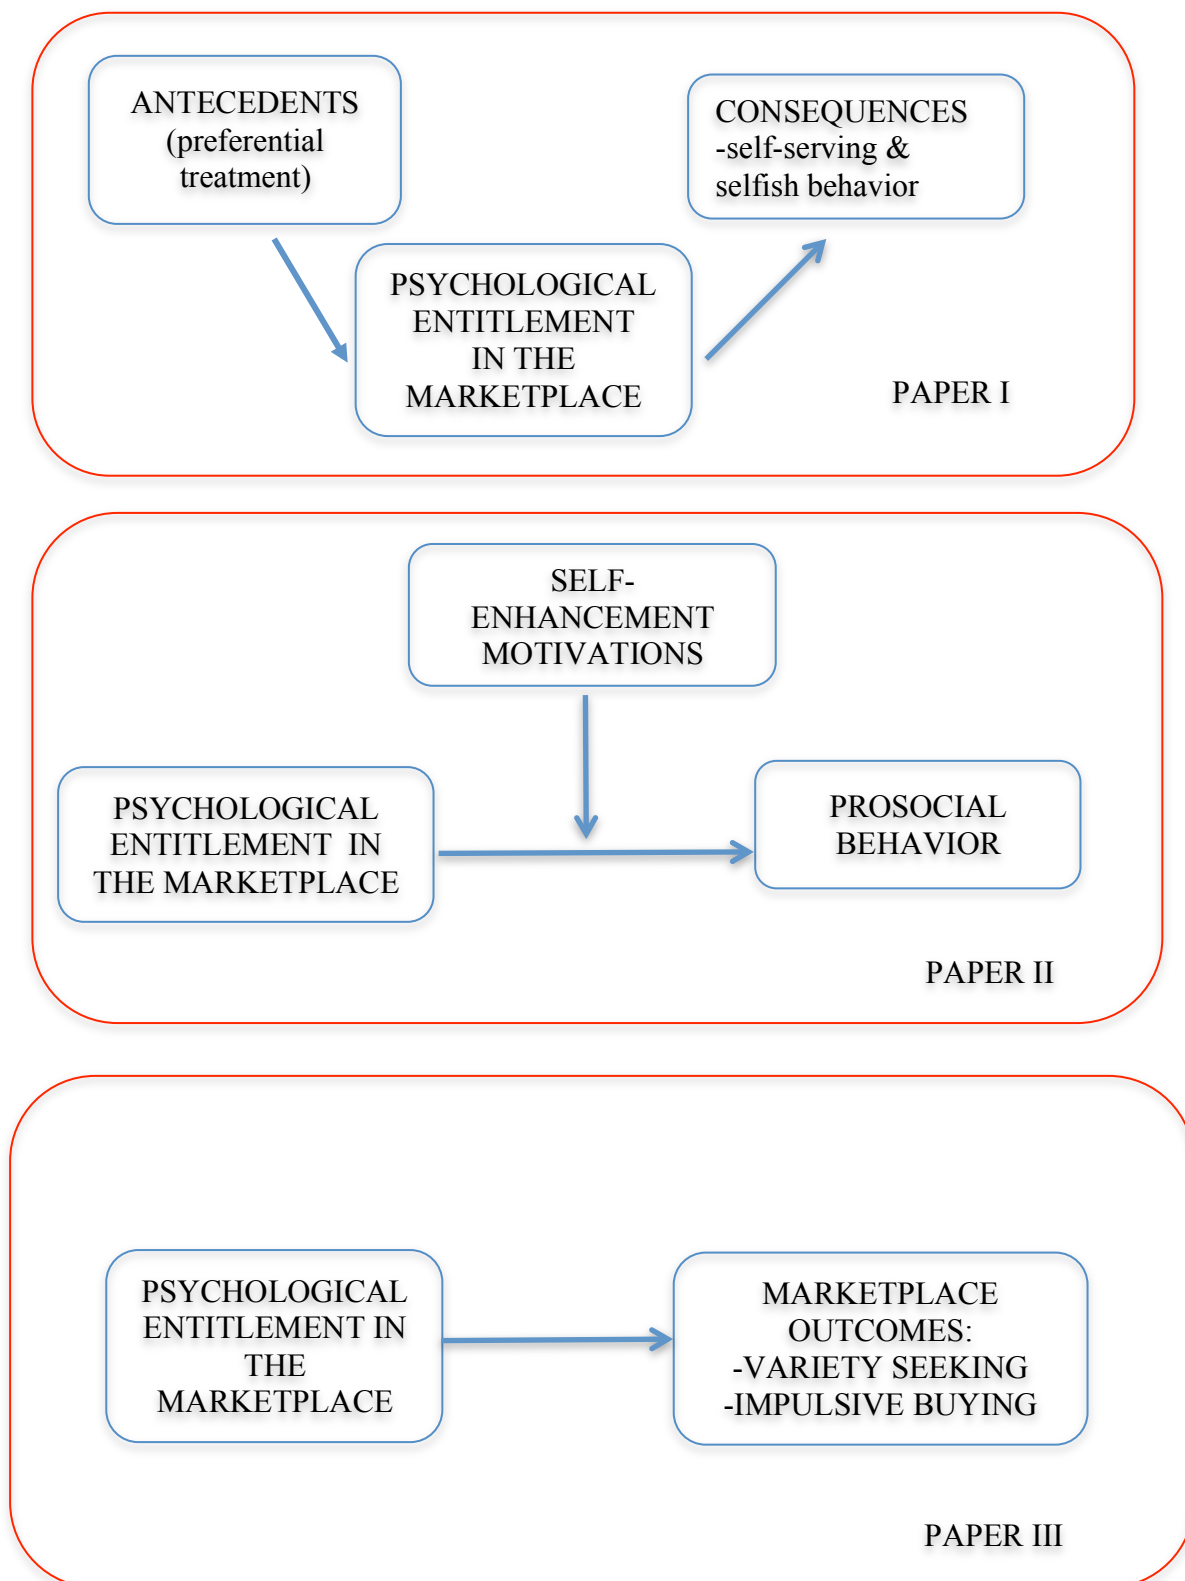 ANTECEDENTS
(preferential
treatment)
CONSEQUENCES
-self-serving &
selfish behavior
PSYCHOLOGICAL
ENTITLEMENT
IN THE
MARKETPLACE
PAPER I
SELF-
ENHANCEMENT
MOTIVATIONS
PSYCHOLOGICAL
ENTITLEMENT IN
THE MARKETPLACE
PROSOCIAL
BEHAVIOR
PAPER II
PSYCHOLOGICAL
ENTITLEMENT IN
THE
MARKETPLACE
MARKETPLACE
OUTCOMES:
-VARIETY SEEKING
-IMPULSIVE BUYING
PAPER III